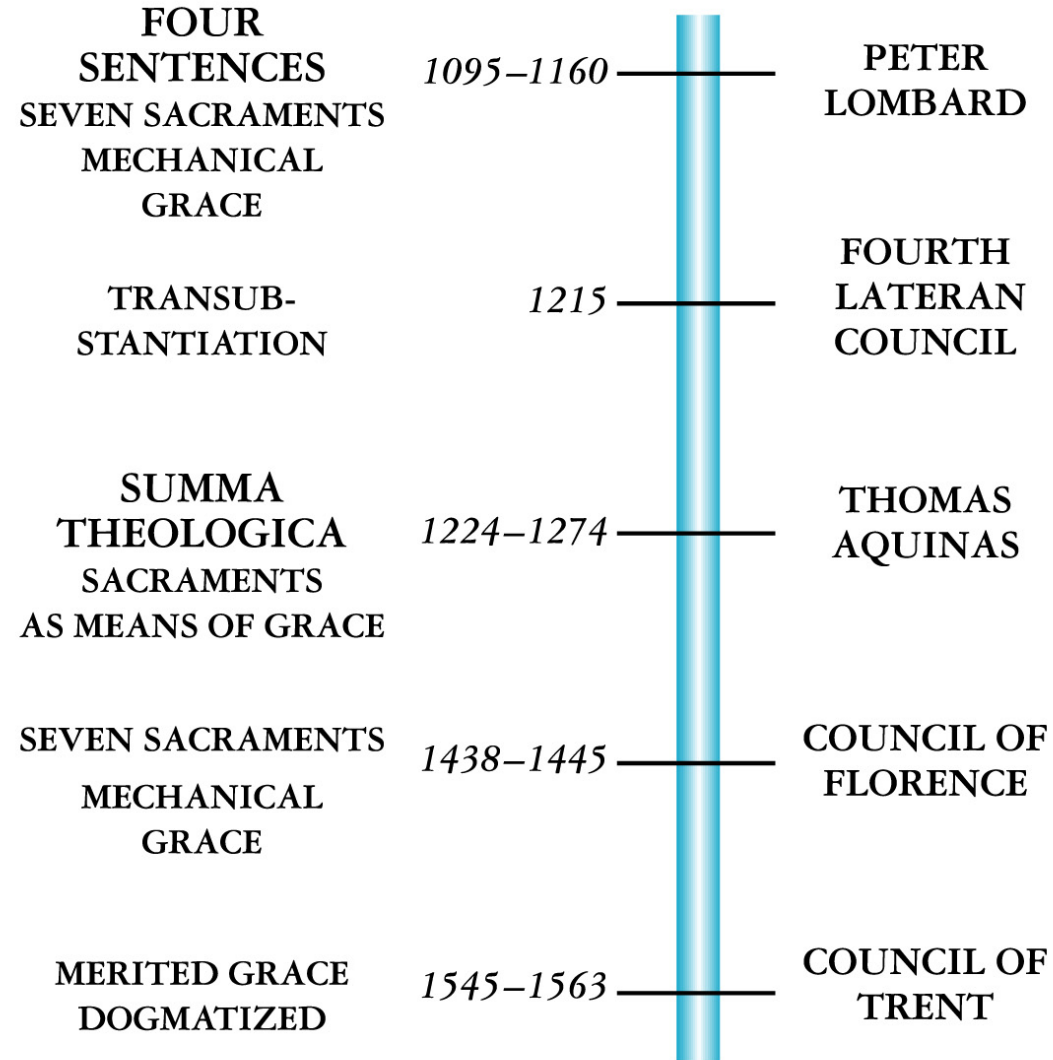 FOUR
SENTENCES
SEVEN SACRAMENTS
MECHANICAL
GRACE
1095–1160
PETER
LOMBARD
TRANSUB-
STANTIATION
1215
FOURTH
LATERAN
COUNCIL
SUMMA
THEOLOGICA
SACRAMENTS
AS MEANS OF GRACE
1224–1274
THOMAS
AQUINAS
SEVEN SACRAMENTS
MECHANICAL
GRACE
1438–1445
COUNCIL OF
FLORENCE
MERITED GRACE
DOGMATIZED
1545–1563
COUNCIL OF
TRENT